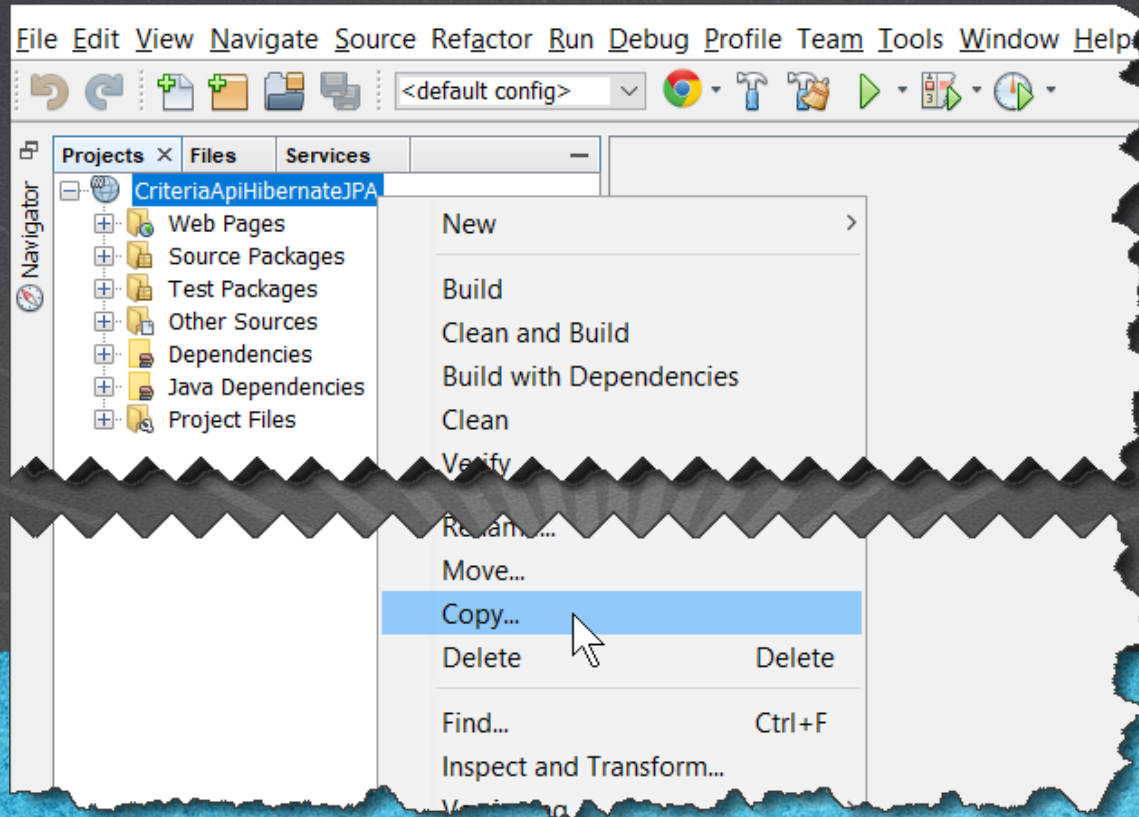 File Edit View Navigate Source Refactor Run Debug Profile Team Tools Window Help
<default config>
Projects × Files Services
Navigator
CriteriaApiHibernateJPA
Web Pages
Source Packages
Test Packages
Other Sources
Dependencies
Java Dependencies
Project Files
New
Build
Clean and Build
Build with Dependencies
Clean
Verify
Rename...
Move...
Copy...
Delete Delete
Find... Ctrl+F
Inspect and Transform...